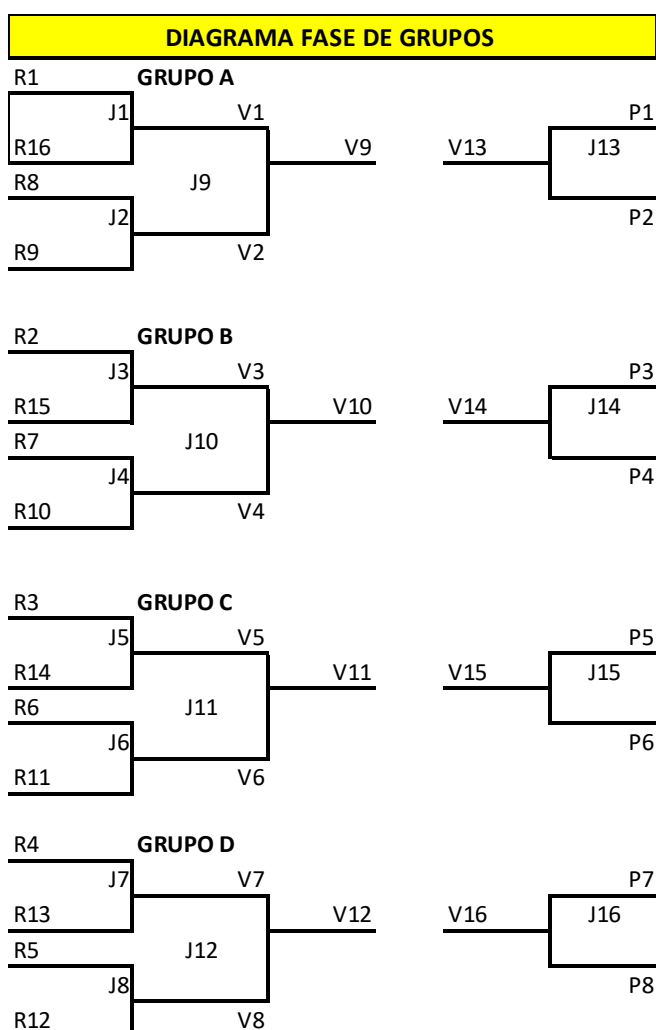 DIAGRAMA FASE DE GRUPOS
R1 GRUPO A
J1 V1 P1
R16 V9 V13 J13
R8 J9
J2 P2
R9 V2
R2 GRUPO B
J3 V3 P3
R15 V10 V14 J14
R7 J10
J4 P4
R10 V4
R3 GRUPO C
J5 V5 P5
R14 V11 V15 J15
R6 J11
J6 P6
R11 V6
R4 GRUPO D
J7 V7 P7
R13 V12 V16 J16
R5 J12
J8 P8
R12 V8